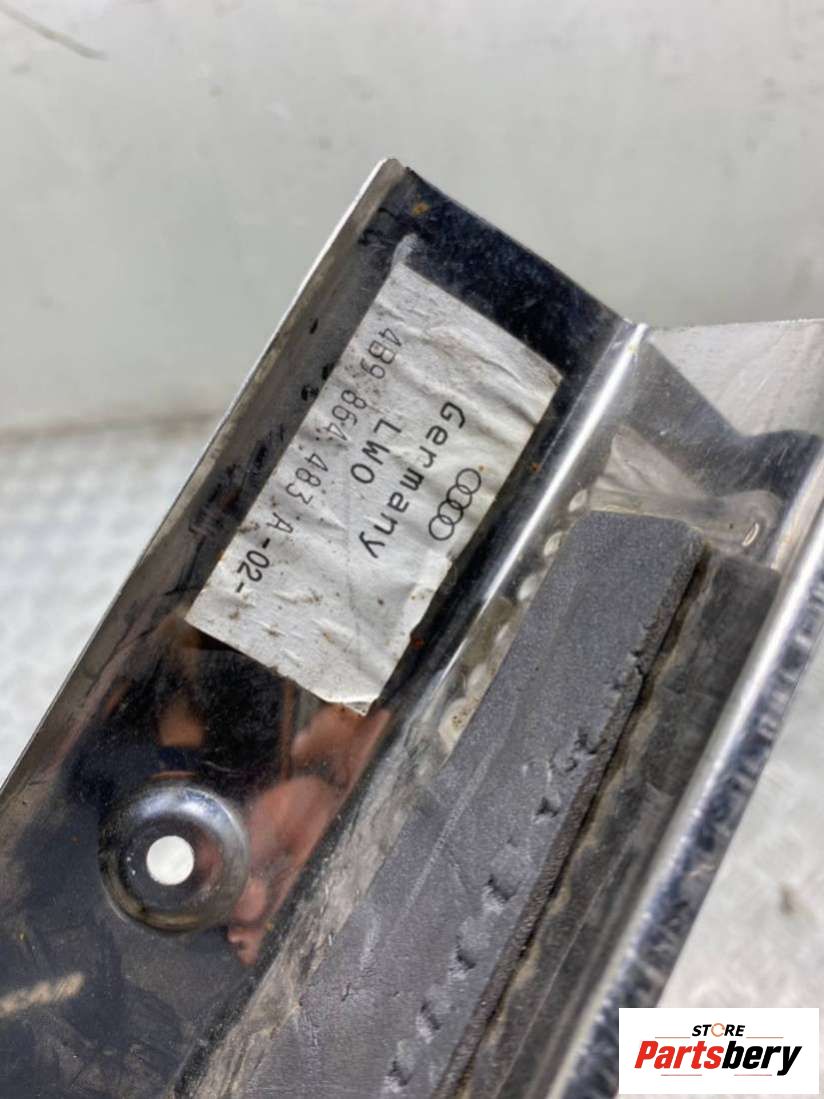 Germany
LWO
4B9 864 483 A-02-
STORE
Partsbery